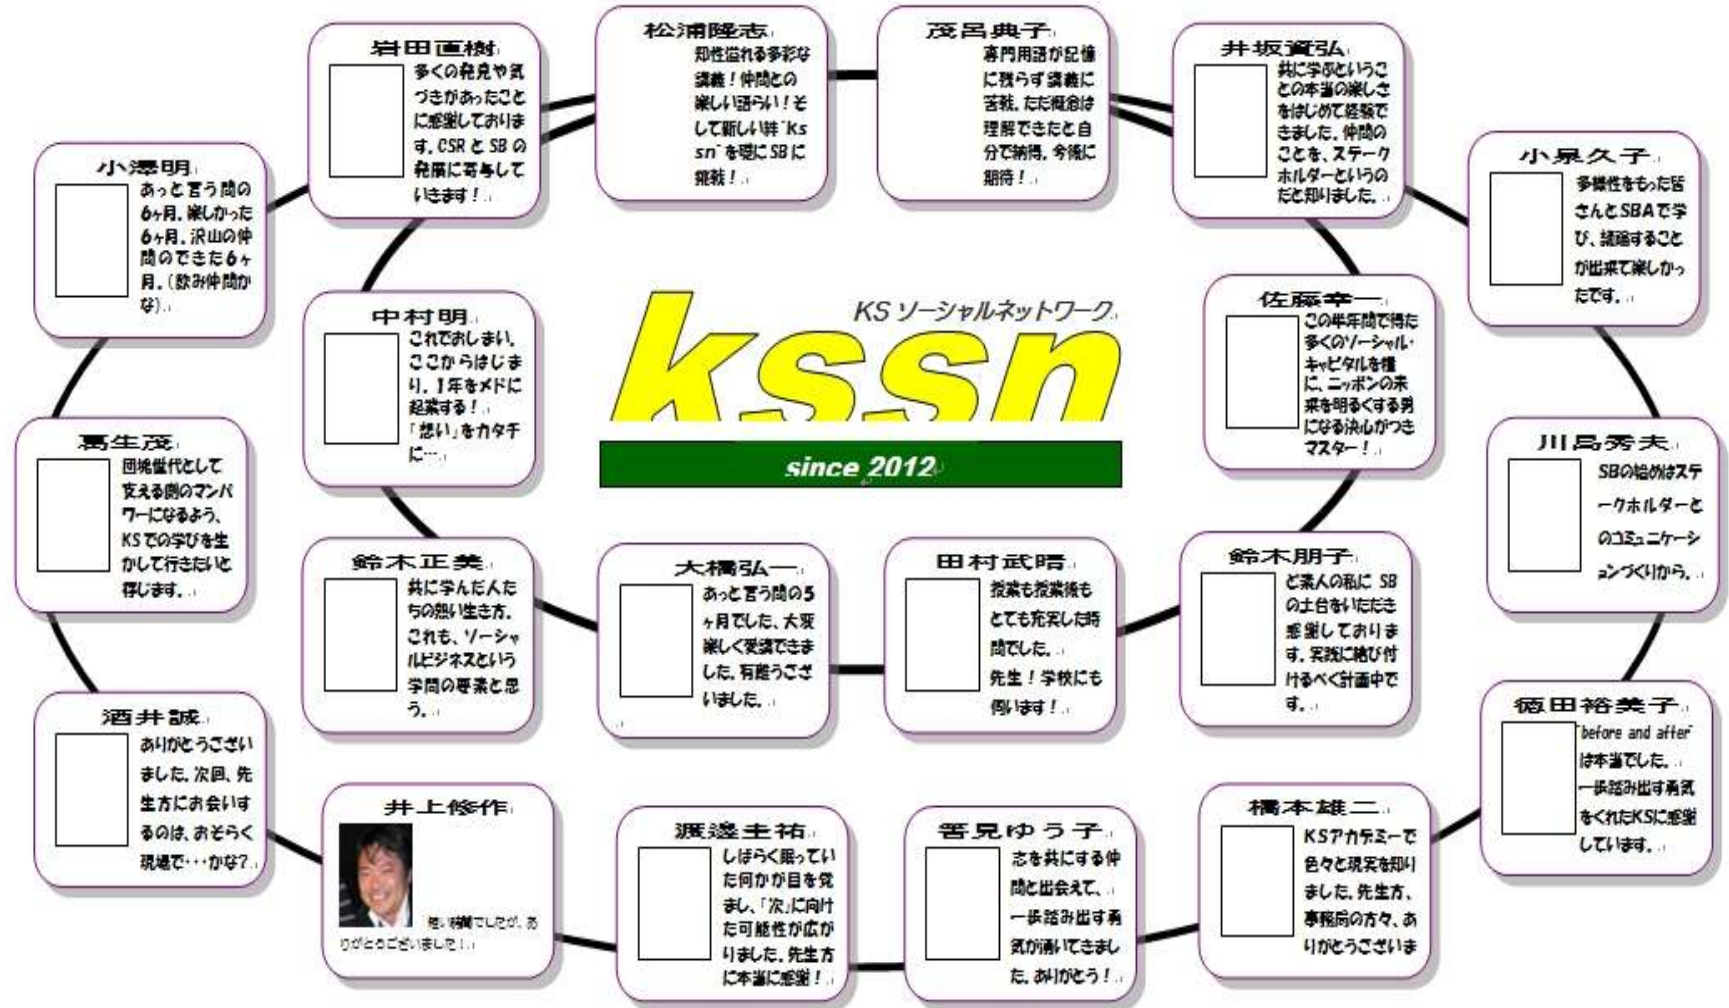 岩田直樹
多くの発見や気
づきがあったこと
に感謝しておりま
す。CSRとSBの
発展に寄与して
いきます！
松浦隆志
知性溢れる多彩な
講義！仲間との
楽しい語らい！そ
して新しい絆“ks
sn”を礎にSBに
挑戦！
茂呂典子
専門用語が記憶
に残らず講義に
苦戦。ただ概念は
理解できたと自
分で納得。今後に
期待！
井坂資弘
共に学ぶというこ
との本当の楽しさ
をはじめて経験で
きました。仲間の
ことを、ステーク
ホルダーというの
だと知りました。
小澤明
あっと言う間の
6ヶ月。楽しかった
6ヶ月。沢山の仲
間のできた6ヶ
月。（飲み仲間か
な）
小泉久子
多様性をもった皆
さんとSBAで学
び、議論すること
が出来て楽しかっ
たです。
中村明
これでおしまい。
ここからはじま
り。1年をメドに
起業する！
「想い」をカタチ
に…
KS ソーシャルネットワーク
kssn
since 2012
佐藤幸一
この半年間で得た
多くのソーシャル・
キャピタルを糧
に、ニッポンの未
来を明るくする男
になる決心がつき
マスター！
葛生茂
団塊世代として
支える側のマンパ
ワーになるよう、
KSでの学びを生
かして行きたいと
存じます。
川島秀夫
SBの始めはステ
ークホルダーと
のコミュニケーシ
ョンづくりから。
鈴木正美
共に学んだ人た
ちの熱い生き方。
これも、ソーシャ
ルビジネスという
学問の要素と思
う。
大橋弘一
あっと言う間の5
ヶ月でした、大変
楽しく受講できま
した。有難うござ
いました。
田村武晴
授業も授業後も
とても充実した時
間でした。
先生！学校にも
伺います！
鈴木朋子
ど素人の私に SB
の土台をいただき
感謝しておりま
す。実践に結び付
けるべく計画中で
す。
酒井誠
ありがとうござい
ました。次回、先
生方にお会いす
るのは、おそらく
現場で・・・かな？
徳田裕美子
“before and after”
は本当でした。
一歩踏み出す勇気
をくれたKSに感謝
しています。
井上修作
短い時間でしたが、あ
りがとうございました！
渡邊圭祐
しばらく眠ってい
た何かが目を覚
まし、「次」に向け
た可能性が広が
りました。先生方
に本当に感謝！
皆見ゆう子
志を共にする仲
間と出会えて、
一歩踏み出す勇
気が湧いてきまし
た。ありがとう！
橋本雄二
KSアカデミーで
色々と現実を知り
ました。先生方、
事務局の方々、あ
りがとうございま